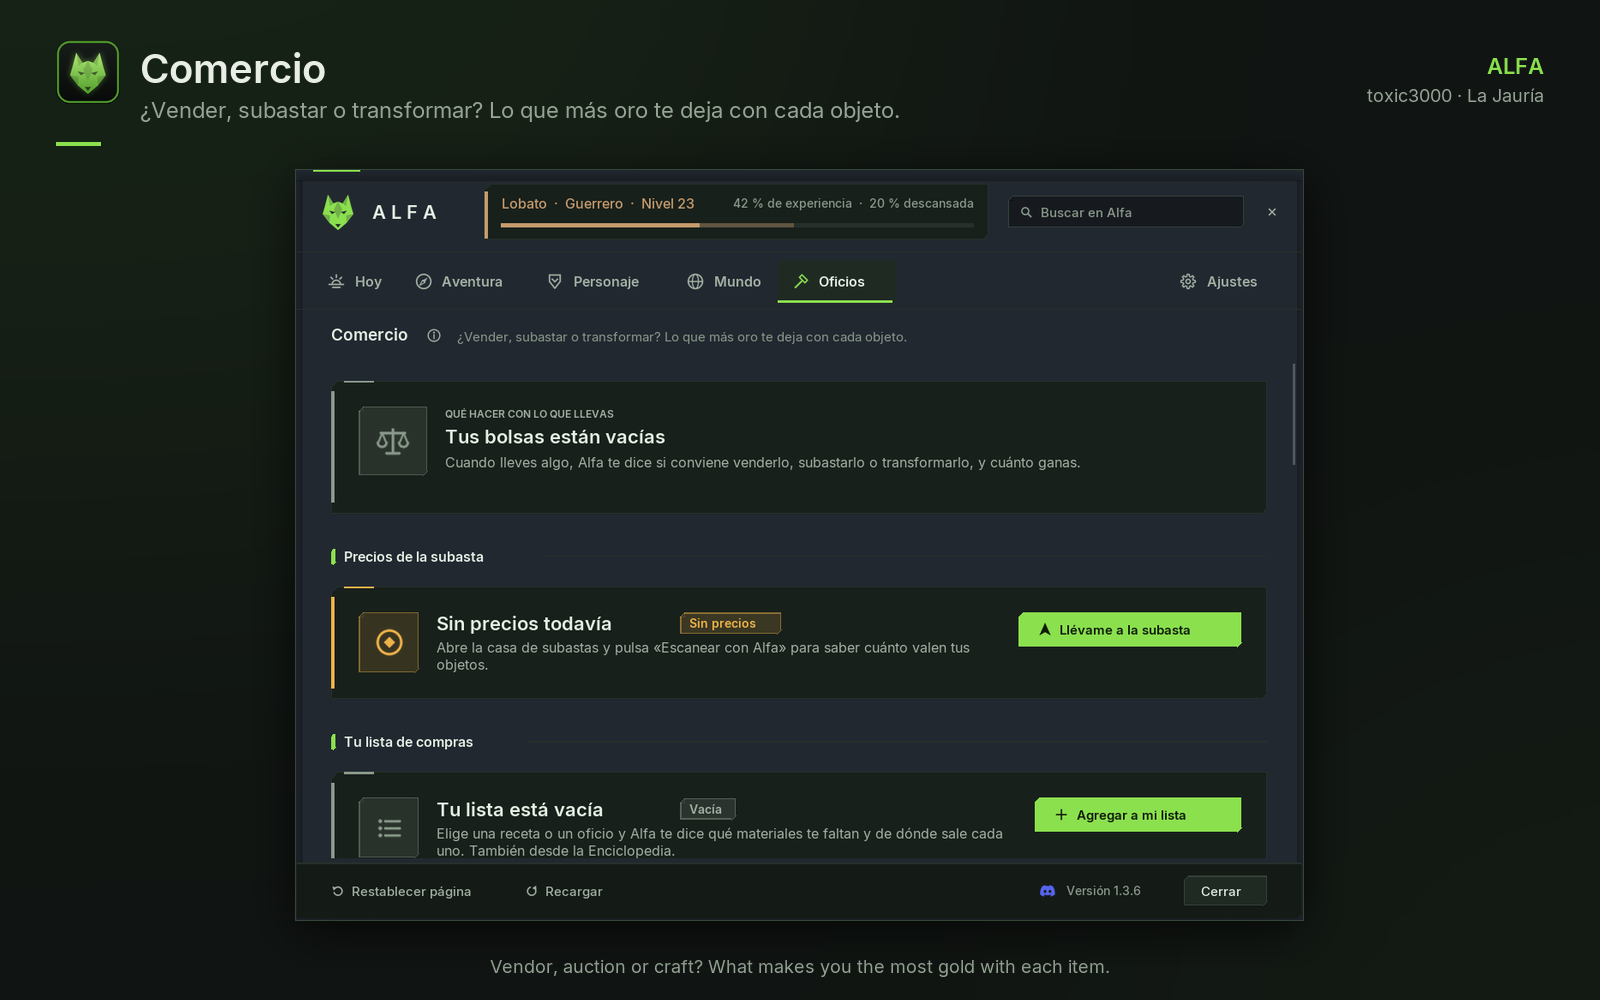 Comercio
¿Vender, subastar o transformar? Lo que más oro te deja con cada objeto.
ALFA
toxic3000 · La Jauría
ALFA
Lobato · Guerrero · Nivel 23
42 % de experiencia · 20 % descansada
Buscar en Alfa
×
Hoy
Aventura
Personaje
Mundo
Oficios
Ajustes
Comercio
¿Vender, subastar o transformar? Lo que más oro te deja con cada objeto.
QUÉ HACER CON LO QUE LLEVAS
Tus bolsas están vacías
Cuando lleves algo, Alfa te dice si conviene venderlo, subastarlo o transformarlo, y cuánto ganas.
Precios de la subasta
Sin precios todavía
Sin precios
Abre la casa de subastas y pulsa «Escanear con Alfa» para saber cuánto valen tus
objetos.
Llévame a la subasta
Tu lista de compras
Tu lista está vacía
Vacía
Elige una receta o un oficio y Alfa te dice qué materiales te faltan y de dónde sale cada
uno. También desde la Enciclopedia.
Agregar a mi lista
Restablecer página
Recargar
Versión 1.3.6
Cerrar
Vendor, auction or craft? What makes you the most gold with each item.